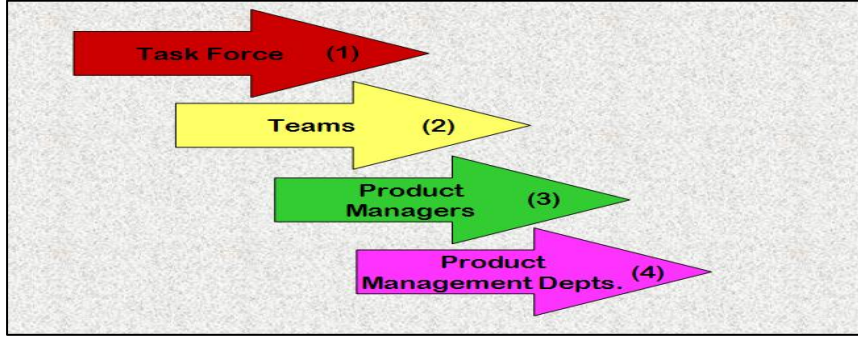 Task Force (1)
Teams (2)
Product
Managers (3)
Product
Management Depts. (4)